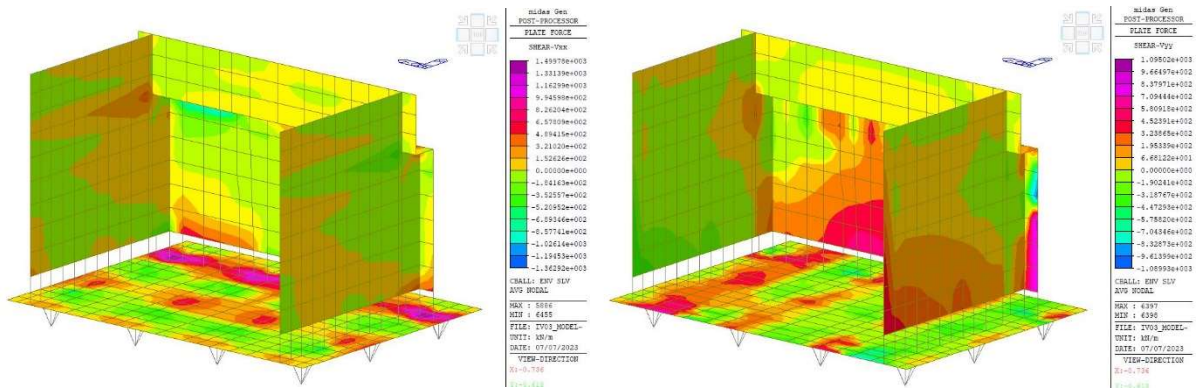 midas Gen
POST-PROCESSOR
PLATE FORCE
SHEAR-Vxx
1.49978e+003
1.33139e+003
1.16299e+003
9.94598e+002
8.26204e+002
6.57809e+002
4.89415e+002
3.21020e+002
1.52626e+002
0.00000e+000
-1.84163e+002
-3.52557e+002
-5.20952e+002
-6.89346e+002
-8.57741e+002
-1.02614e+003
-1.19453e+003
-1.36292e+003
CBALL: ENV SLV
AVG NODAL
MAX : 5886
MIN : 6455
FILE: IV03_MODEL~
UNIT: kN/m
DATE: 07/07/2023
VIEW-DIRECTION
X:-0.736
midas Gen
POST-PROCESSOR
PLATE FORCE
SHEAR-Vyy
1.09502e+003
9.66497e+002
8.37971e+002
7.09444e+002
5.80918e+002
4.52391e+002
3.23865e+002
1.95339e+002
6.68121e+001
0.00000e+000
-1.90241e+002
-3.18767e+002
-4.47293e+002
-5.75820e+002
-7.04346e+002
-8.32873e+002
-9.61399e+002
-1.08993e+003
CBALL: ENV SLV
AVG NODAL
MAX : 6397
MIN : 6398
FILE: IV03_MODEL~
UNIT: kN/m
DATE: 07/07/2023
VIEW-DIRECTION
X:-0.736